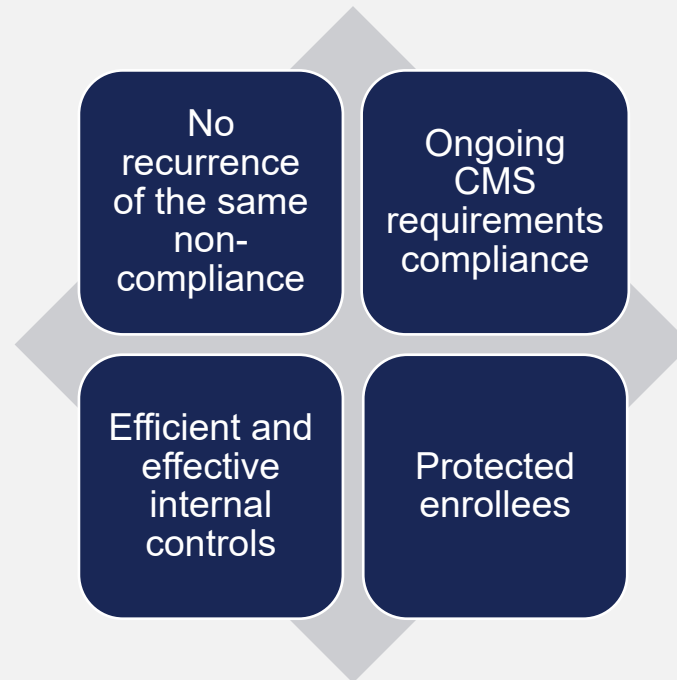 No
recurrence
of the same
non-
compliance
Ongoing
CMS
requirements
compliance
Efficient and
effective
internal
controls
Protected
enrollees